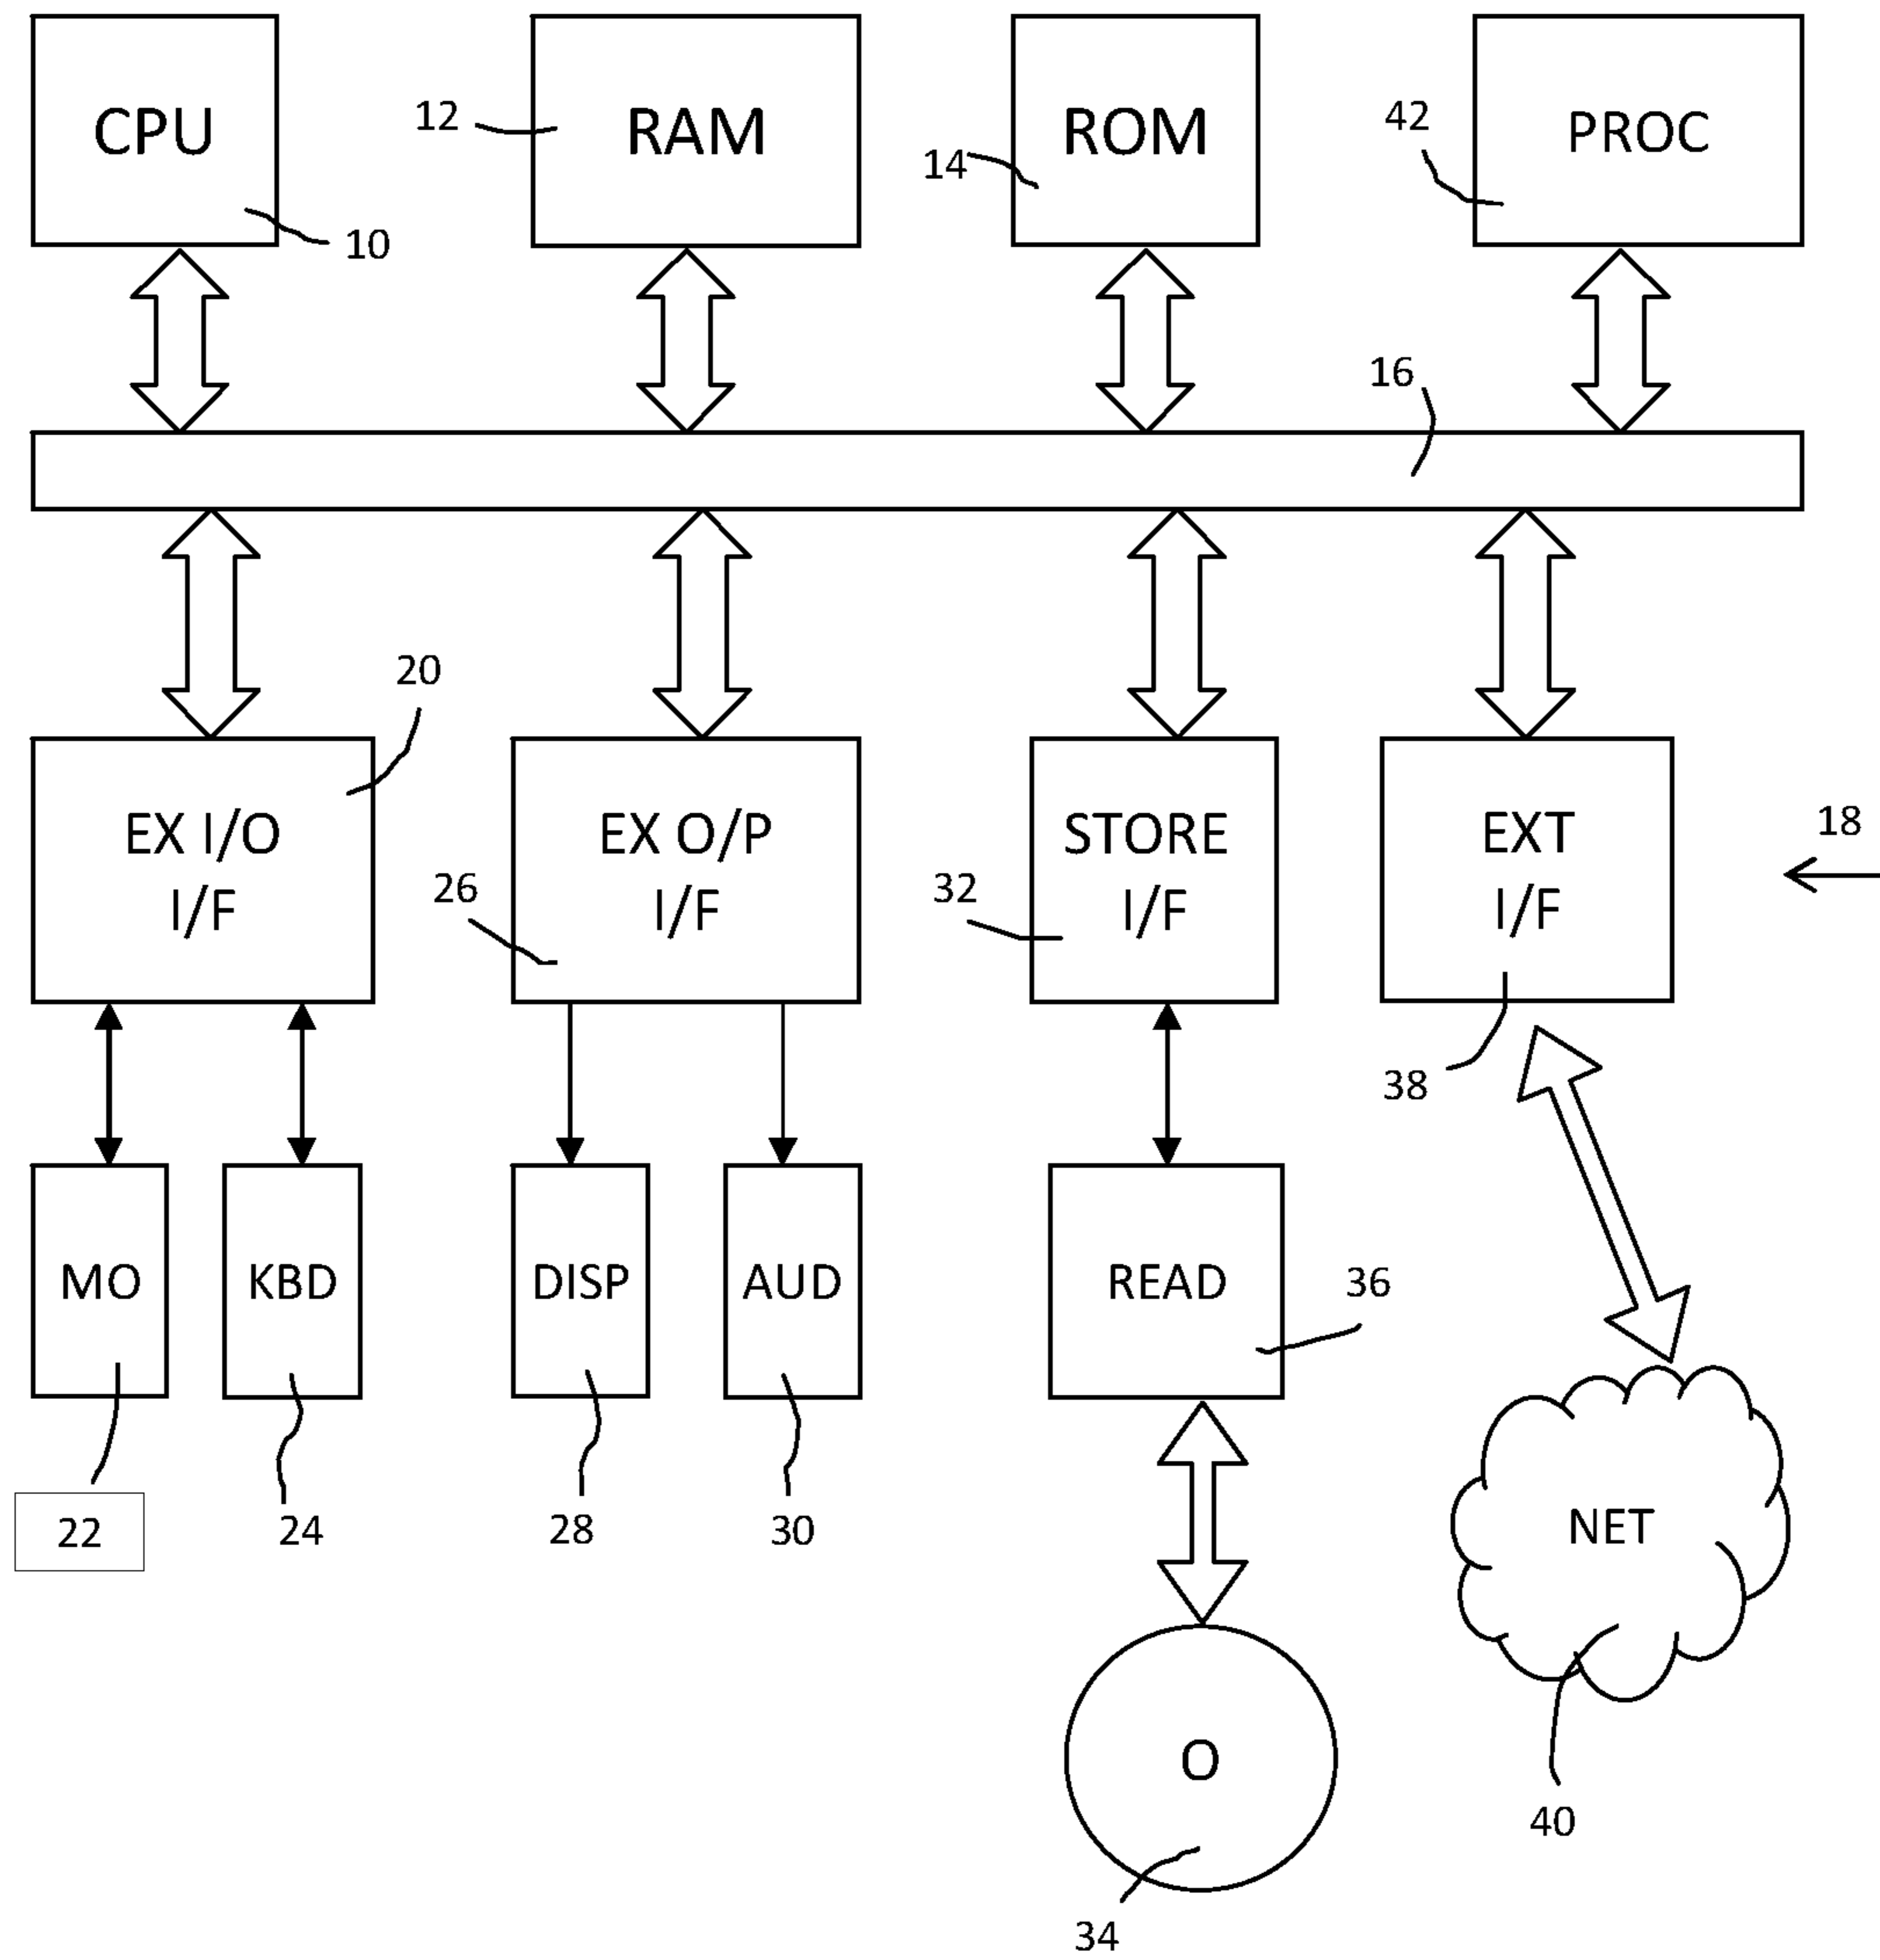 CPU
10
12
RAM
14
ROM
42
PROC
16
20
EX I/O
I/F
26
EX O/P
I/F
32
STORE
I/F
EXT
I/F
38
18
MO
22
KBD
24
DISP
28
AUD
30
READ
36
NET
40
O
34